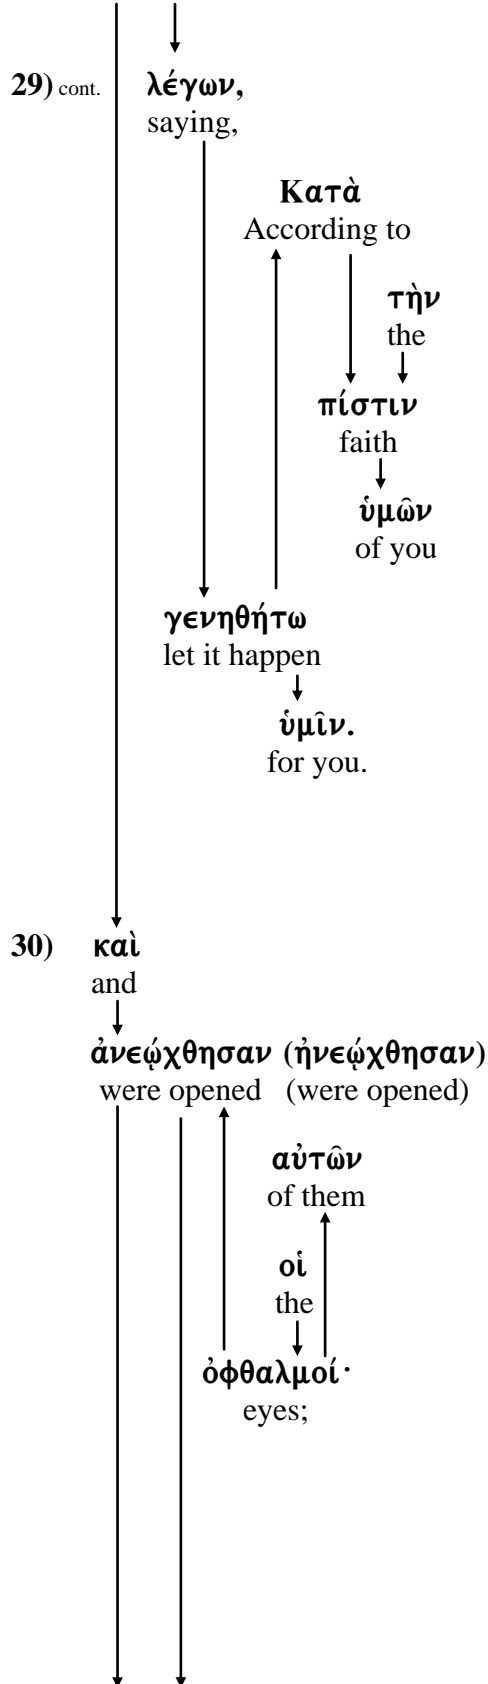 29) cont. λέγων,
saying,
Κατὰ
According to
τὴν
the
πίστιν
faith
ὑμῶν
of you
γενηθήτω
let it happen
ὑμῖν.
for you.
30) καὶ
and
ἀνεῴχθησαν (ἠνεῴχθησαν)
were opened (were opened)
αὐτῶν
of them
οἱ
the
ὀφθαλμοί·
eyes;